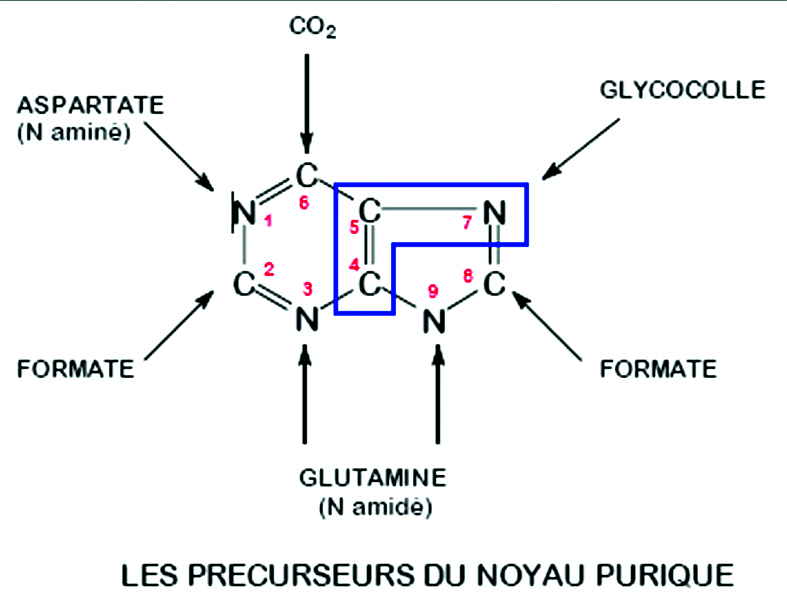 CO2
ASPARTATE
(N aminé)
GLYCOCOLLE
C
6
N
1
C
5
7
N
C
2
3
4
C
8
C
N
9
N
FORMATE
FORMATE
GLUTAMINE
(N amidé)
LES PRECURSEURS DU NOYAU PURIQUE